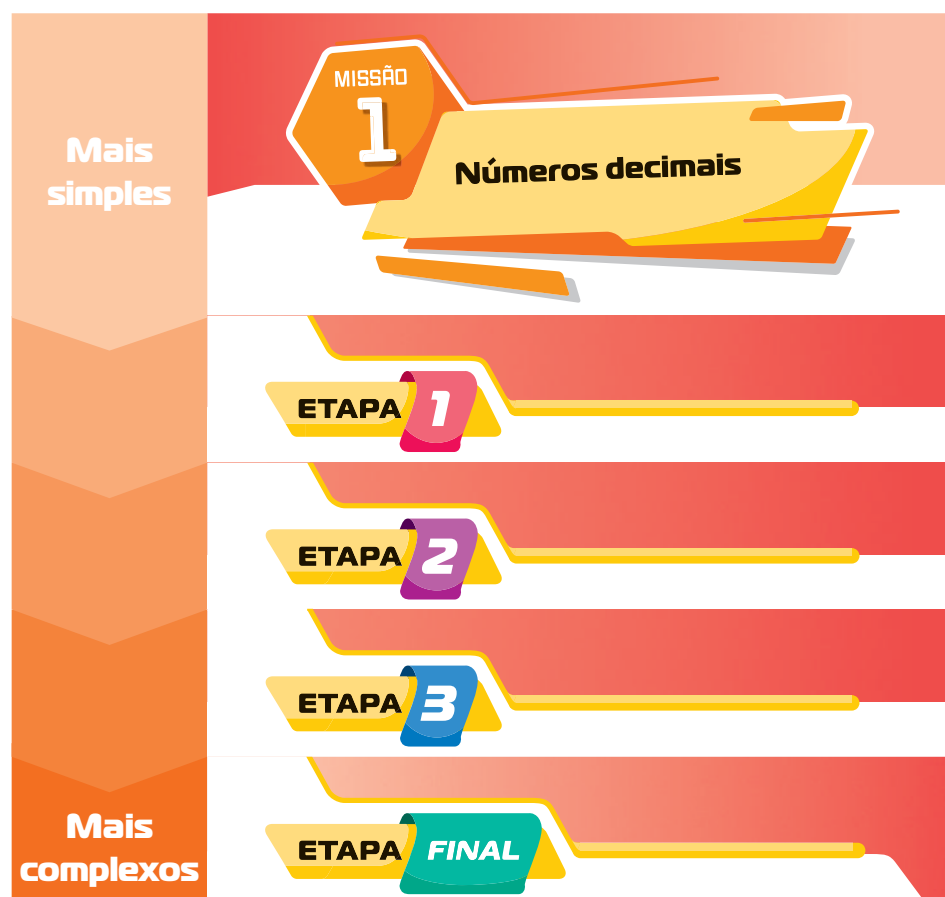 Mais
simples
MISSÃO
1
Números decimais
ETAPA 1
ETAPA 2
ETAPA 3
Mais
complexos
ETAPA FINAL